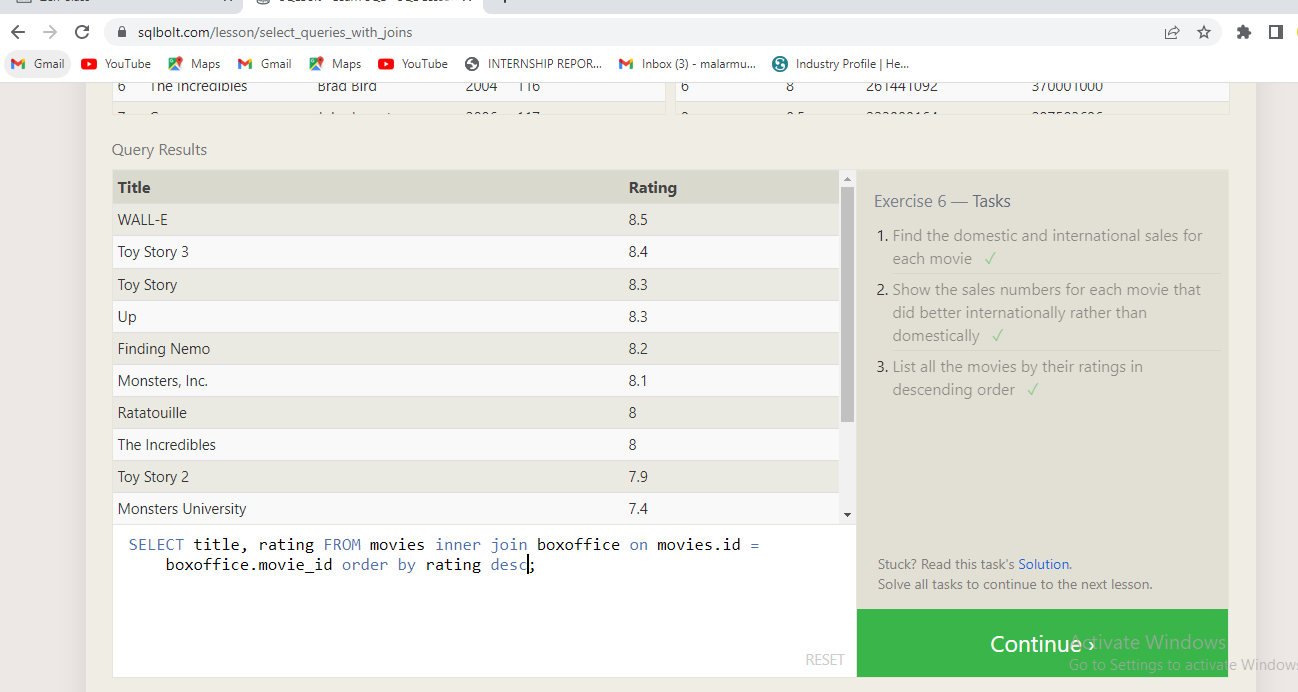 sqlbolt.com/lesson/select_queries_with_joins
Gmail YouTube Maps Gmail Maps YouTube INTERNSHIP REPOR... Inbox (3) - malarmu... Industry Profile | He...
6 The Incredibles Brad Bird 2004 116 6 8 261441092 370001000
Query Results
Title Rating
WALL-E 8.5
Toy Story 3 8.4
Toy Story 8.3
Up 8.3
Finding Nemo 8.2
Monsters, Inc. 8.1
Ratatouille 8
The Incredibles 8
Toy Story 2 7.9
Monsters University 7.4
SELECT title, rating FROM movies inner join boxoffice on movies.id =
boxoffice.movie_id order by rating desc;
RESET
Exercise 6 — Tasks
1. Find the domestic and international sales for
each movie ✓
2. Show the sales numbers for each movie that
did better internationally rather than
domestically ✓
3. List all the movies by their ratings in
descending order ✓
Stuck? Read this task's Solution.
Solve all tasks to continue to the next lesson.
Continue ›
Activate Windows
Go to Settings to activate Windows